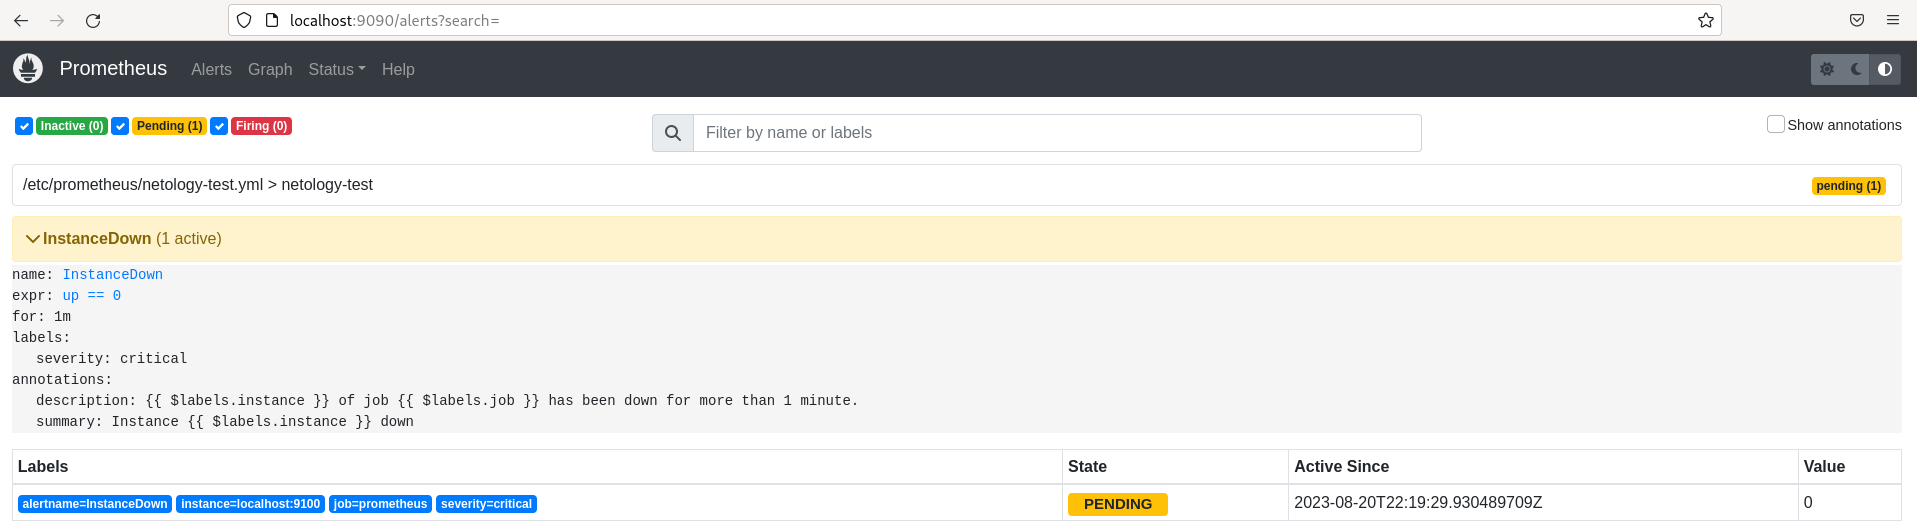 localhost:9090/alerts?search=
Prometheus Alerts Graph Status Help
Inactive (0) Pending (1) Firing (0) Filter by name or labels Show annotations
/etc/prometheus/netology-test.yml > netology-test pending (1)
InstanceDown (1 active)
name: InstanceDown
expr: up == 0
for: 1m
labels:
severity: critical
annotations:
description: {{ $labels.instance }} of job {{ $labels.job }} has been down for more than 1 minute.
summary: Instance {{ $labels.instance }} down
Labels State Active Since Value
alertname=InstanceDown instance=localhost:9100 job=prometheus severity=critical PENDING 2023-08-20T22:19:29.930489709Z 0